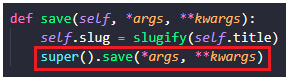 def save(self, *args, **kwargs):
    self.slug = slugify(self.title)
    super().save(*args, **kwargs)